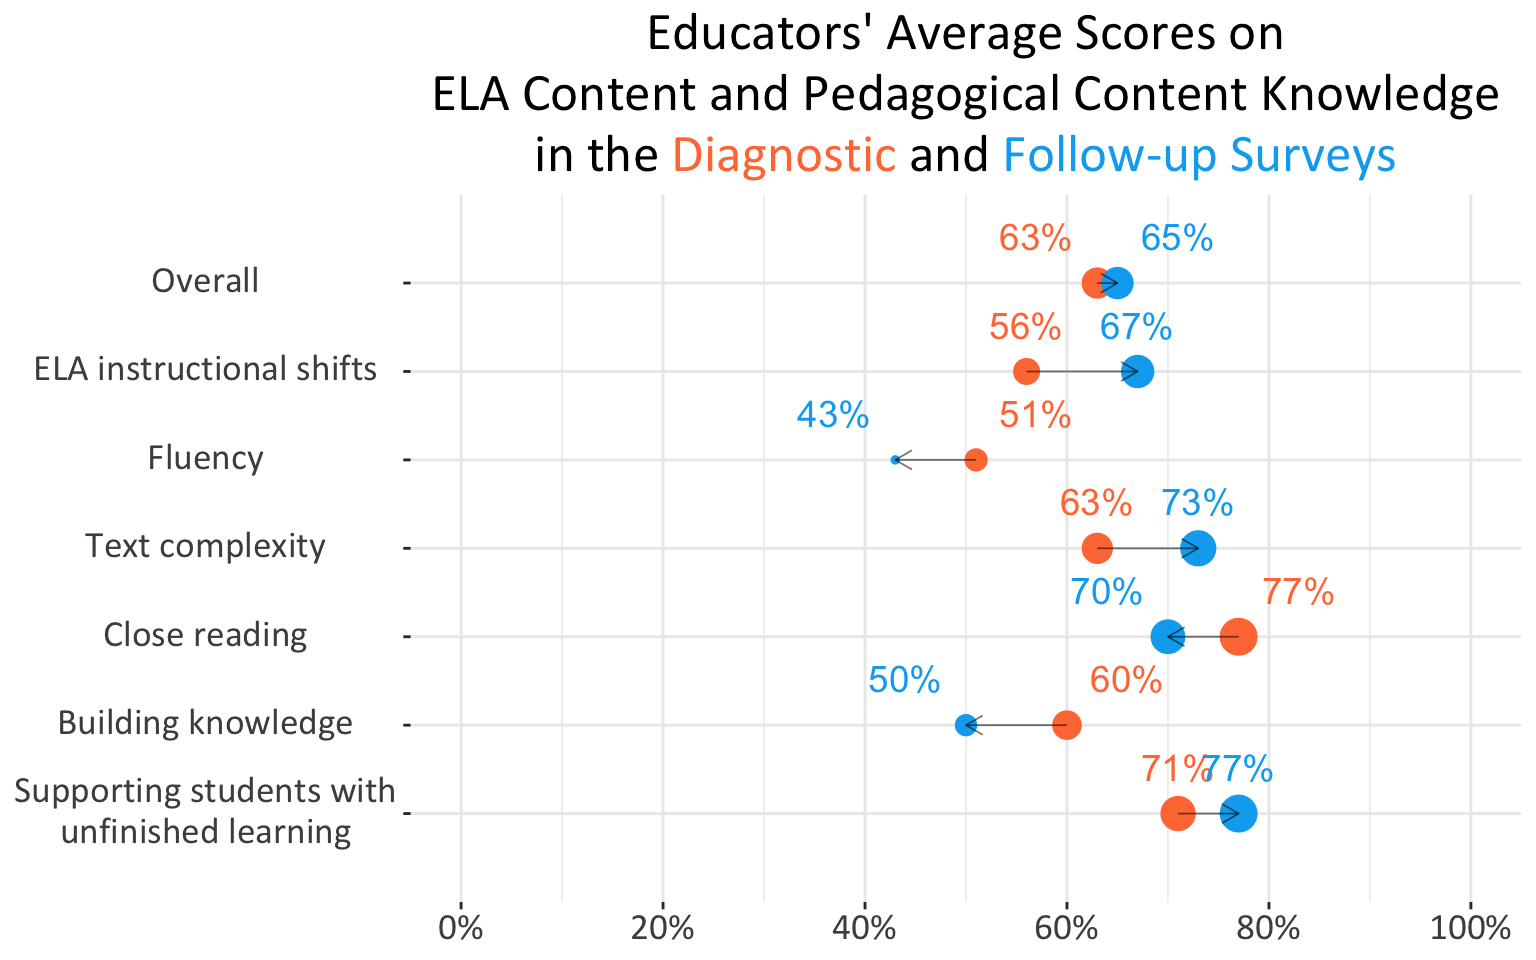 Educators' Average Scores on
ELA Content and Pedagogical Content Knowledge
in the Diagnostic and Follow-up Surveys
63% 65%
Overall
56% 67%
ELA instructional shifts
43% 51%
Fluency
63% 73%
Text complexity
70% 77%
Close reading
50% 60%
Building knowledge
71% 77%
Supporting students with
unfinished learning
0% 20% 40% 60% 80% 100%